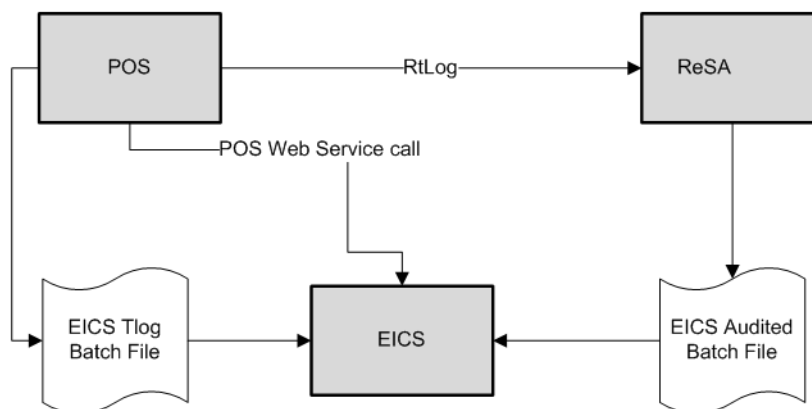 POS
RtLog
ReSA
POS Web Service call
EICS Tlog
Batch File
EICS
EICS Audited
Batch File